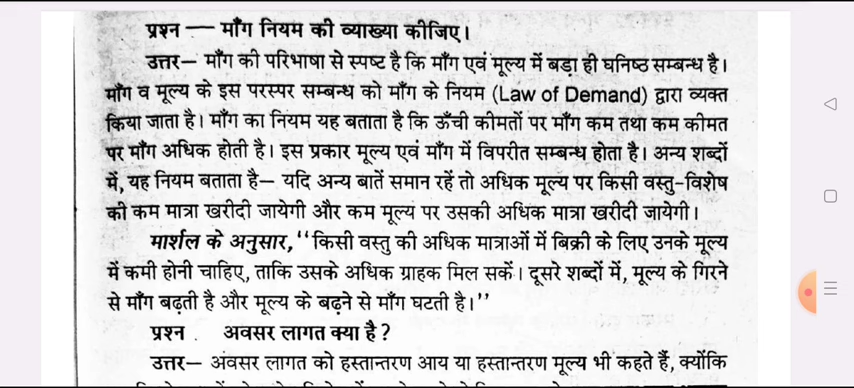 प्रश्न — माँग नियम की व्याख्या कीजिए।
उत्तर— माँग की परिभाषा से स्पष्ट है कि माँग एवं मूल्य में बड़ा ही घनिष्ठ सम्बन्ध है।
माँग व मूल्य के इस परस्पर सम्बन्ध को माँग के नियम (Law of Demand) द्वारा व्यक्त
किया जाता है। माँग का नियम यह बताता है कि ऊँची कीमतों पर माँग कम तथा कम कीमत
पर माँग अधिक होती है। इस प्रकार मूल्य एवं माँग में विपरीत सम्बन्ध होता है। अन्य शब्दों
में, यह नियम बताता है— यदि अन्य बातें समान रहें तो अधिक मूल्य पर किसी वस्तु-विशेष
की कम मात्रा खरीदी जायेगी और कम मूल्य पर उसकी अधिक मात्रा खरीदी जायेगी।
मार्शल के अनुसार, ‘‘किसी वस्तु की अधिक मात्राओं में बिक्री के लिए उनके मूल्य
में कमी होनी चाहिए, ताकि उसके अधिक ग्राहक मिल सकें। दूसरे शब्दों में, मूल्य के गिरने
से माँग बढ़ती है और मूल्य के बढ़ने से माँग घटती है।’’
प्रश्न . अवसर लागत क्या है?
उत्तर— अंवसर लागत को हस्तान्तरण आय या हस्तान्तरण मूल्य भी कहते हैं, क्योंकि